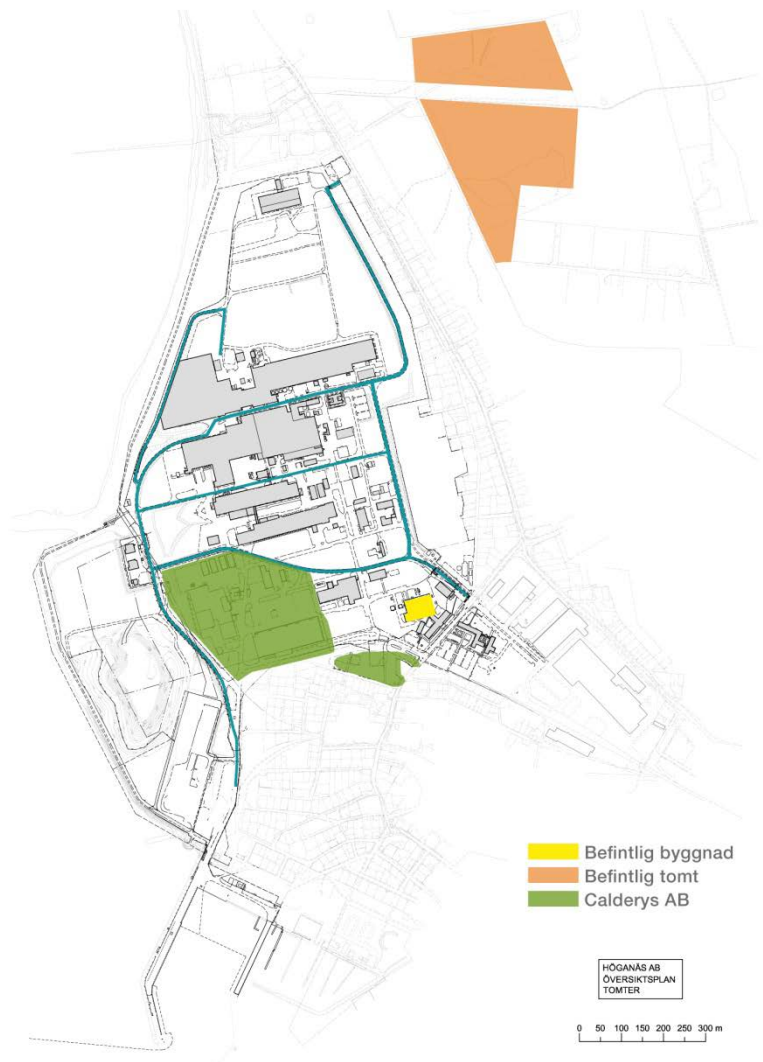 Befintlig byggnad
Befintlig tomt
Calderys AB
HÖGANÄS AB
ÖVERSIKTSPLAN
TOMTER
0 50 100 150 200 250 300 m